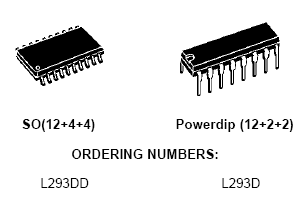 SO(12+4+4) Powerdip (12+2+2)
ORDERING NUMBERS:
L293DD L293D